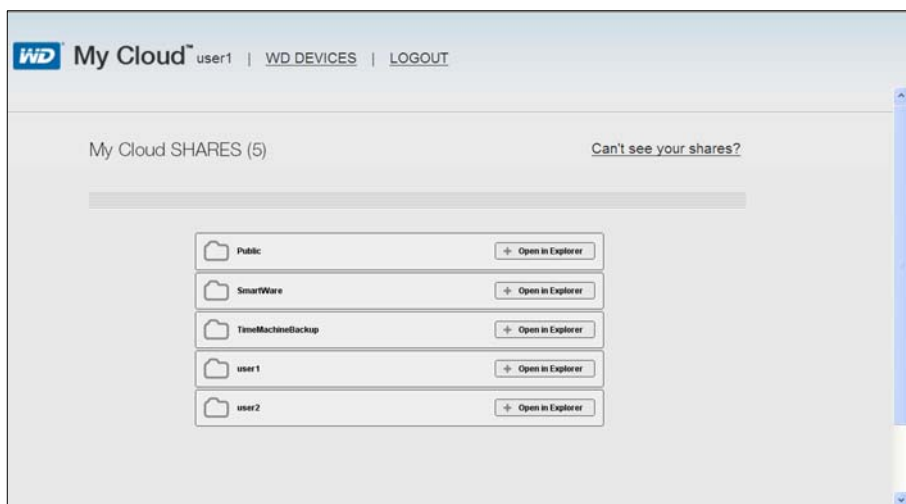 WD My Cloud™ user1 | WD DEVICES | LOGOUT
My Cloud SHARES (5) Can't see your shares?
Public + Open in Explorer
SmartWare + Open in Explorer
TimeMachineBackup + Open in Explorer
user1 + Open in Explorer
user2 + Open in Explorer